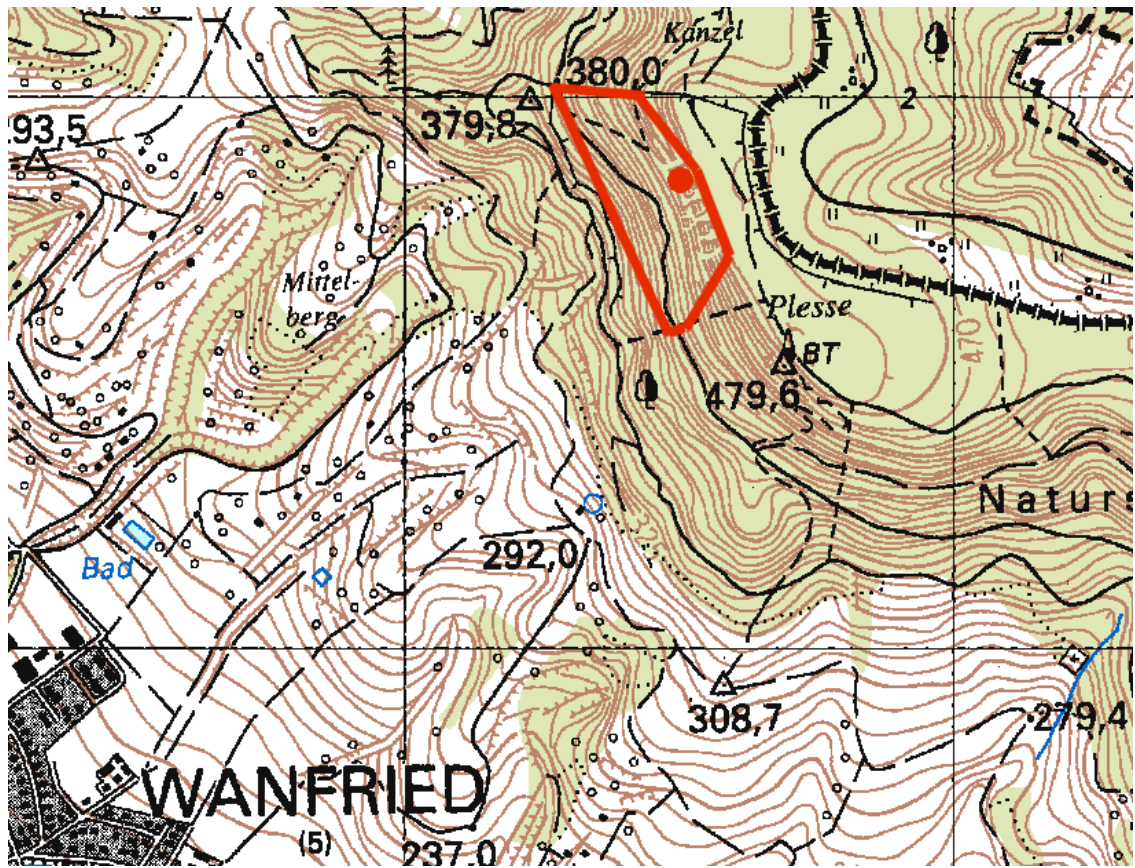 Kanzel
380,0
2
379,8
93,5
Mittel-
berg
Plesse
BT
479,6
470
Naturs
292,0
Bad
308,7
279,4
WANFRIED
(5)
237,0